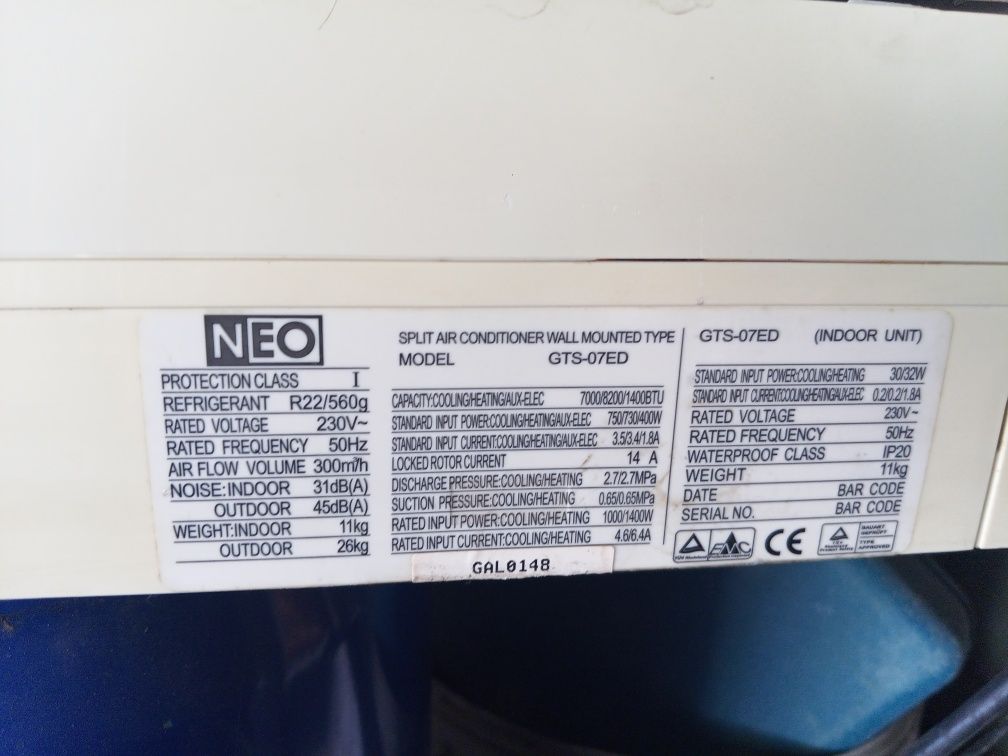 NEO
PROTECTION CLASS I
REFRIGERANT R22/560g
RATED VOLTAGE 230V~
RATED FREQUENCY 50Hz
AIR FLOW VOLUME 300m³/h
NOISE:INDOOR 31dB(A)
OUTDOOR 45dB(A)
WEIGHT:INDOOR 11kg
OUTDOOR 26kg
SPLIT AIR CONDITIONER WALL MOUNTED TYPE
MODEL GTS-07ED
CAPACITY:COOLING/HEATING/AUX-ELEC 7000/8200/1400BTU
STANDARD INPUT POWER:COOLING/HEATING/AUX-ELEC 750/730/400W
STANDARD INPUT CURRENT:COOLING/HEATING/AUX-ELEC 3.5/3.4/1.8A
LOCKED ROTOR CURRENT 14 A
DISCHARGE PRESSURE:COOLING/HEATING 2.7/2.7MPa
SUCTION PRESSURE:COOLING/HEATING 0.65/0.65MPa
RATED INPUT POWER:COOLING/HEATING 1000/1400W
RATED INPUT CURRENT:COOLING/HEATING 4.6/6.4A
GAL0148
GTS-07ED (INDOOR UNIT)
STANDARD INPUT POWER:COOLING/HEATING 30/32W
STANDARD INPUT CURRENT:COOLING/HEATING/AUX-ELEC 0.2/0.2/1.8A
RATED VOLTAGE 230V~
RATED FREQUENCY 50Hz
WATERPROOF CLASS IP20
WEIGHT 11kg
DATE BAR CODE
SERIAL NO. BAR CODE
EMC
CE
BAUART GEPRÜFT
TYPE APPROVED